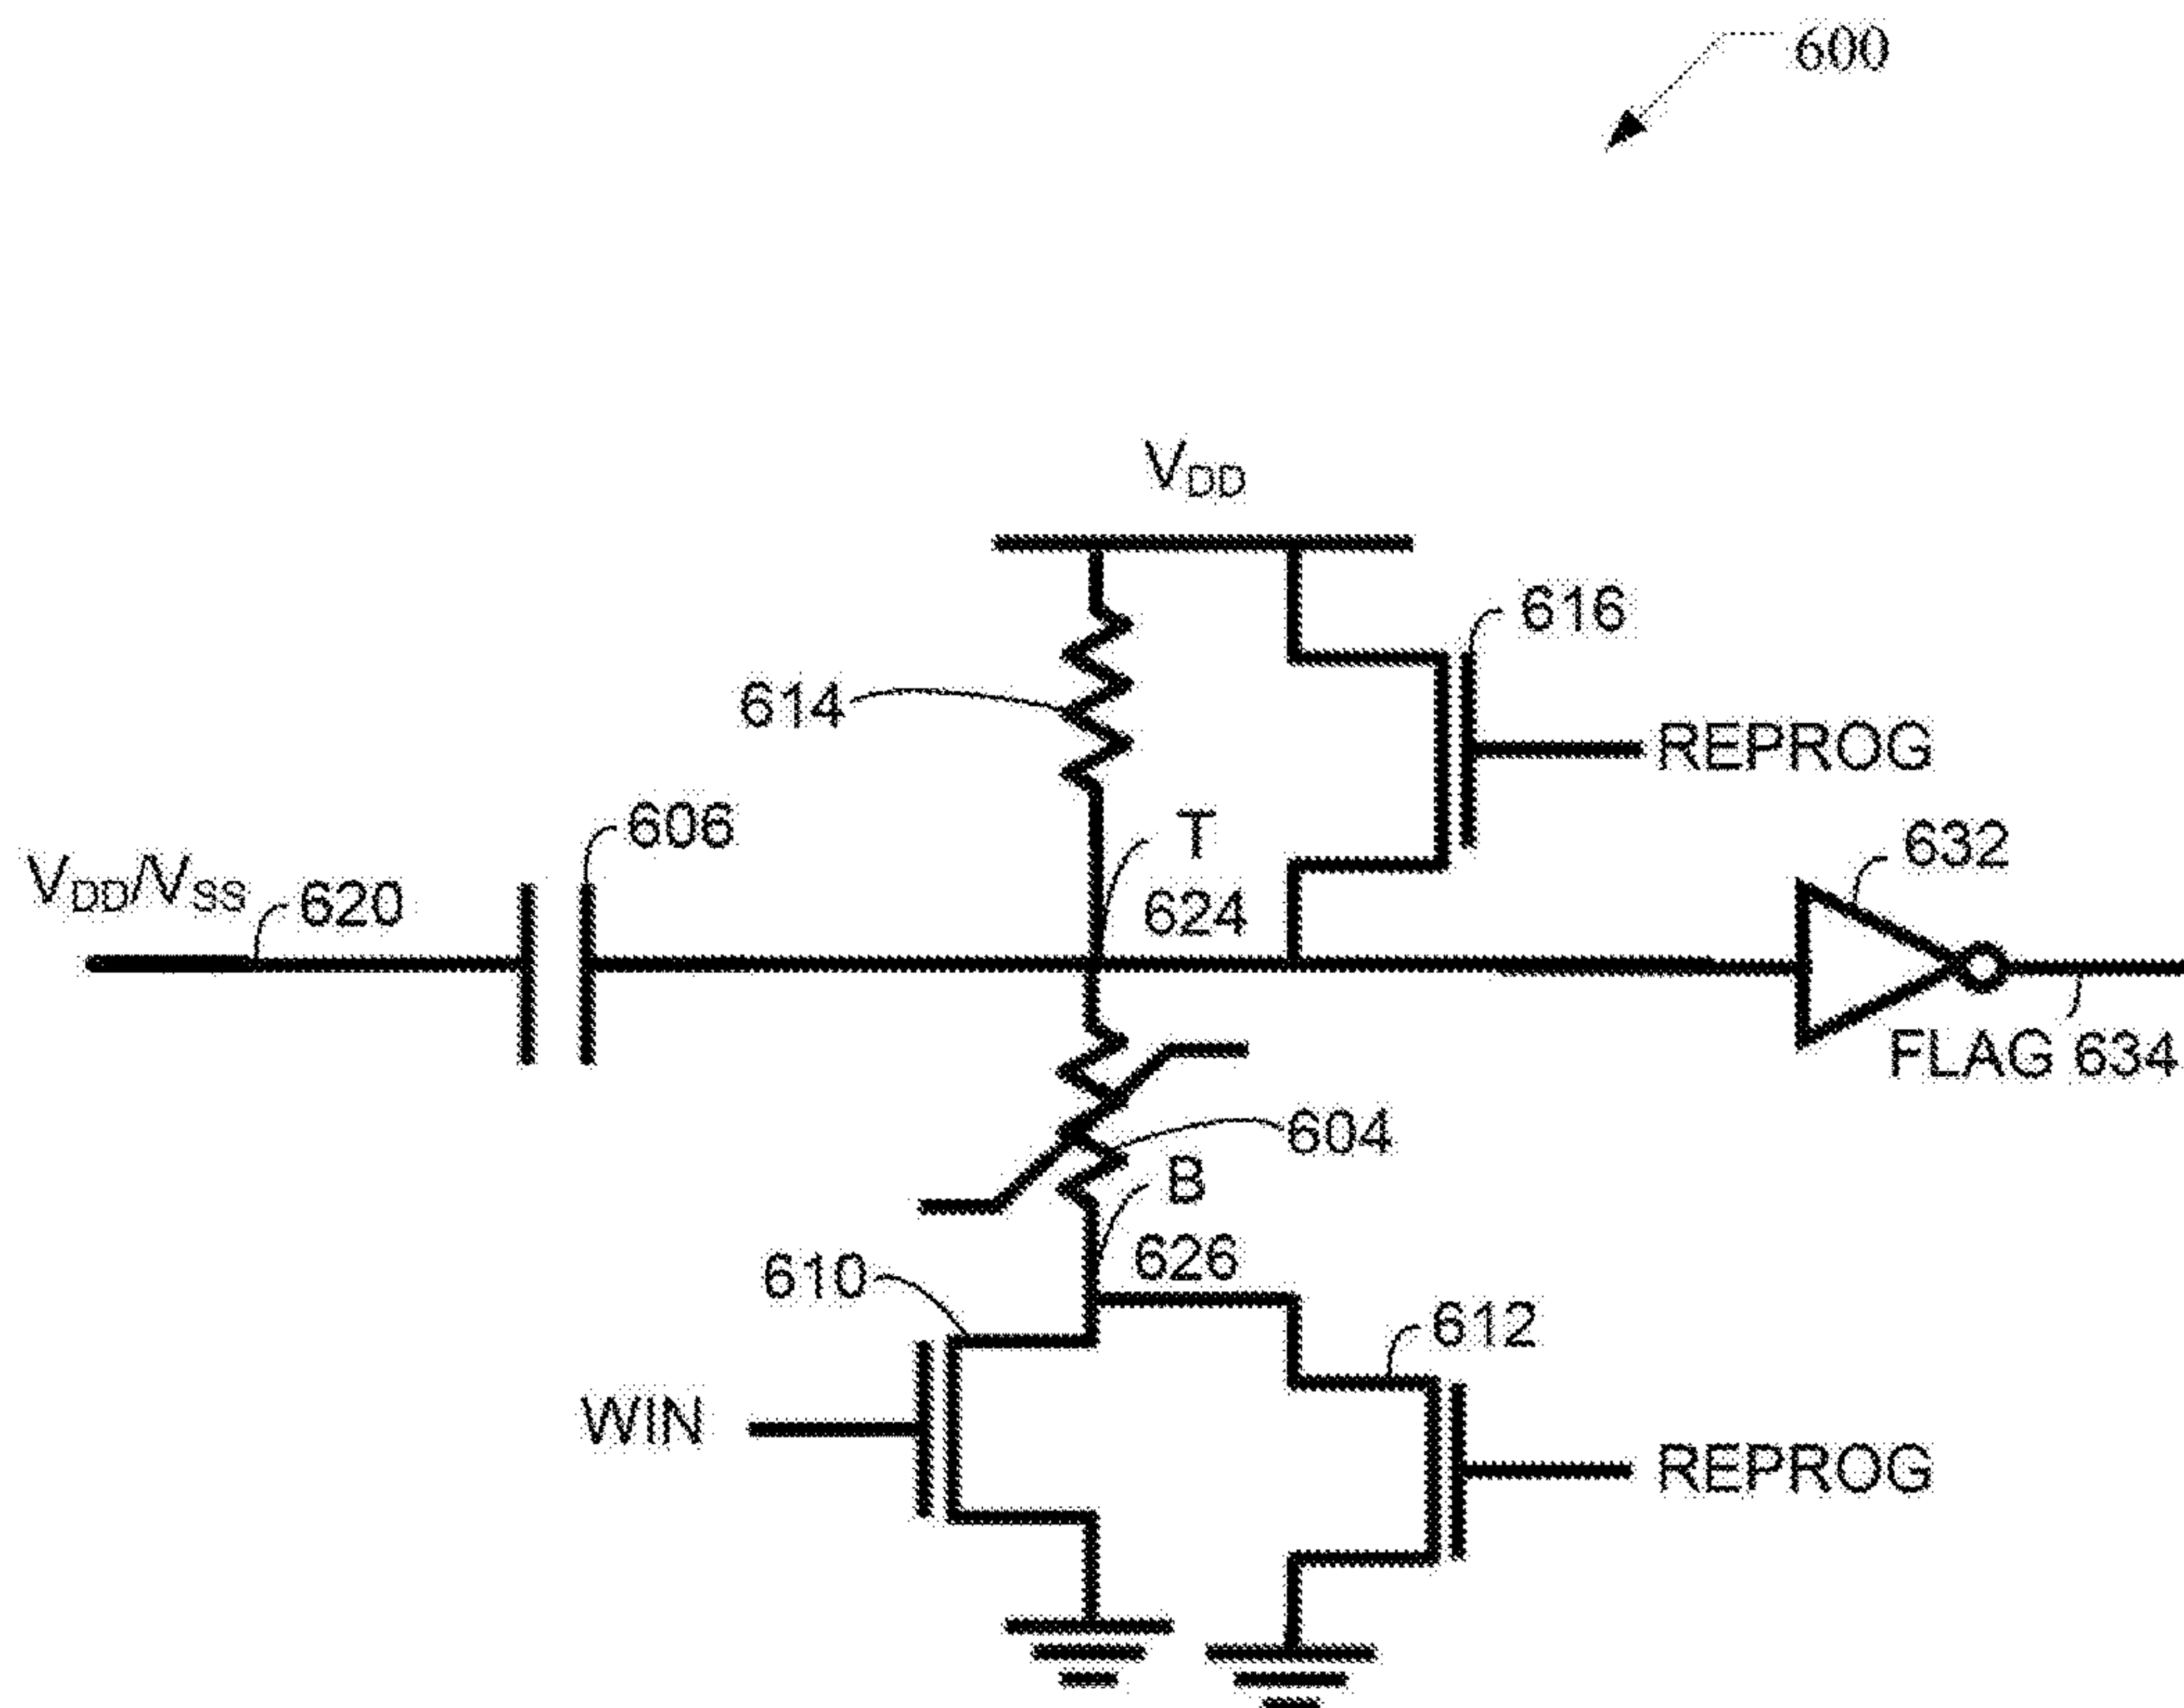 600
VDD
616
614
REPROG
606
T
632
VDD/VSS
620
624
FLAG 634
604
B
610
626
612
WIN
REPROG